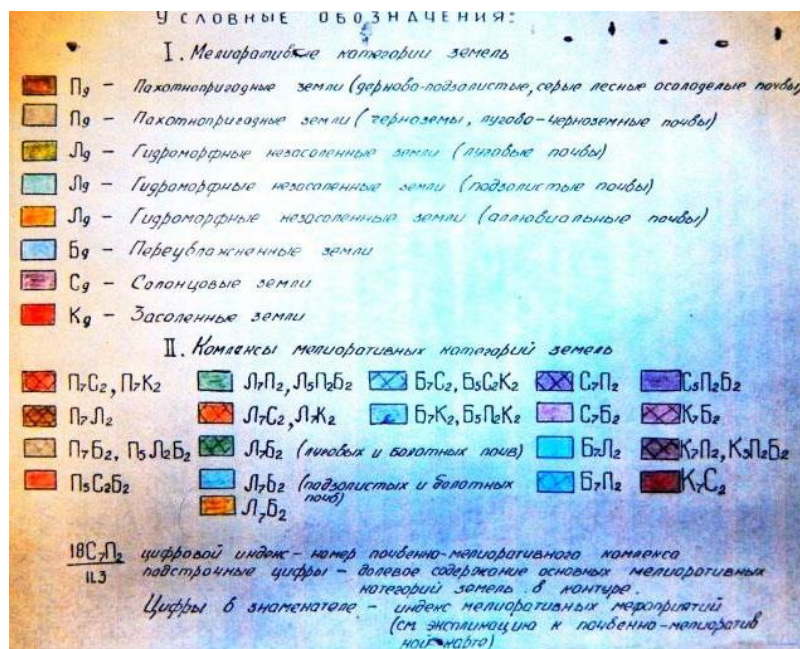 УСЛОВНЫЕ ОБОЗНАЧЕНИЯ:
I. Мелиоративные категории земель
П₉ – Пахотнопригодные земли (дерново-подзолистые, серые лесные осолоделые почвы)
П₉ – Пахотнопригодные земли (черноземы, лугово-черноземные почвы)
Л₉ – Гидроморфные незасоленные земли (луговые почвы)
Л₉ – Гидроморфные незасоленные земли (подзолистые почвы)
Л₉ – Гидроморфные незасоленные земли (аллювиальные почвы)
Б₉ – Переувлажненные земли
С₉ – Солонцовые земли
К₉ – Засоленные земли
II. Комплексы мелиоративных категорий земель
П₇С₂, П₇К₂ Л₇П₂, Л₅П₂Б₂ Б₇С₂, Б₅С₂К₂ С₇П₂ С₅П₂Б₂
П₇Л₂ Л₇С₂, Л₇К₂ Б₇К₂, Б₅П₂К₂ С₇Б₂ К₇Б₂
П₇Б₂, П₅Л₂Б₂ Л₇Б₂ (луговых и болотных почв) Б₇Л₂ К₇П₂, К₅П₂Б₂
П₅С₂Б₂ Л₇Б₂ (подзолистых и болотных почв) Б₇П₂ К₇С₂
Л₇Б₂
18С₇П₂ цифровой индекс – номер почвенно-мелиоративного комплекса
11.3 подстрочные цифры – долевое содержание основных мелиоративных
категорий земель в контуре.
Цифры в знаменателе – индекс мелиоративных мероприятий
(см экспликацию к почвенно-мелиоратив
ной карте)